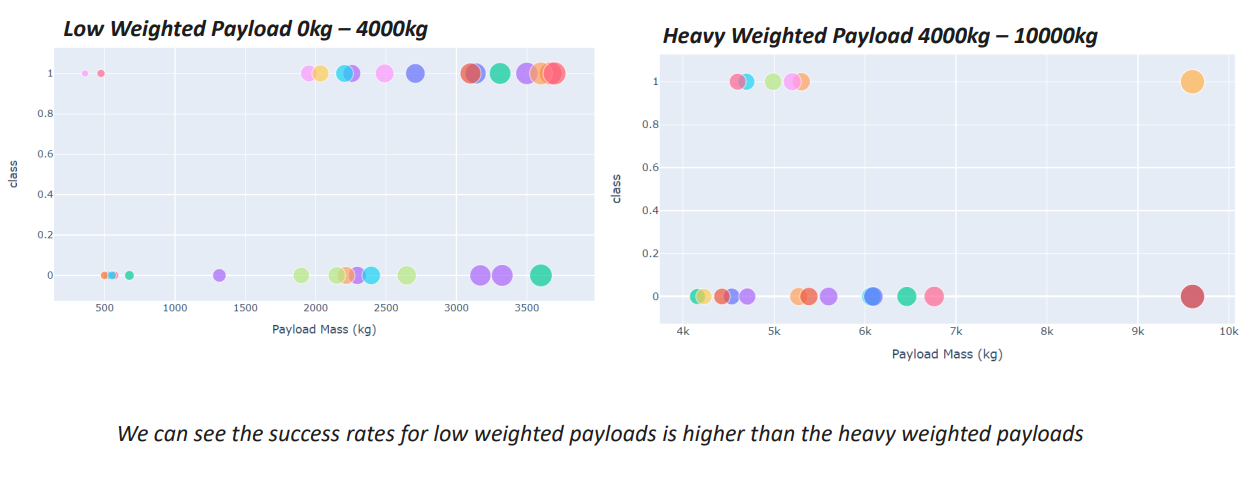 Low Weighted Payload 0kg – 4000kg
1
0.8
0.6
0.4
0.2
0
class
500
1000
1500
2000
2500
3000
3500
Payload Mass (kg)
Heavy Weighted Payload 4000kg – 10000kg
1
0.8
0.6
0.4
0.2
0
class
4k
5k
6k
7k
8k
9k
10k
Payload Mass (kg)
We can see the success rates for low weighted payloads is higher than the heavy weighted payloads